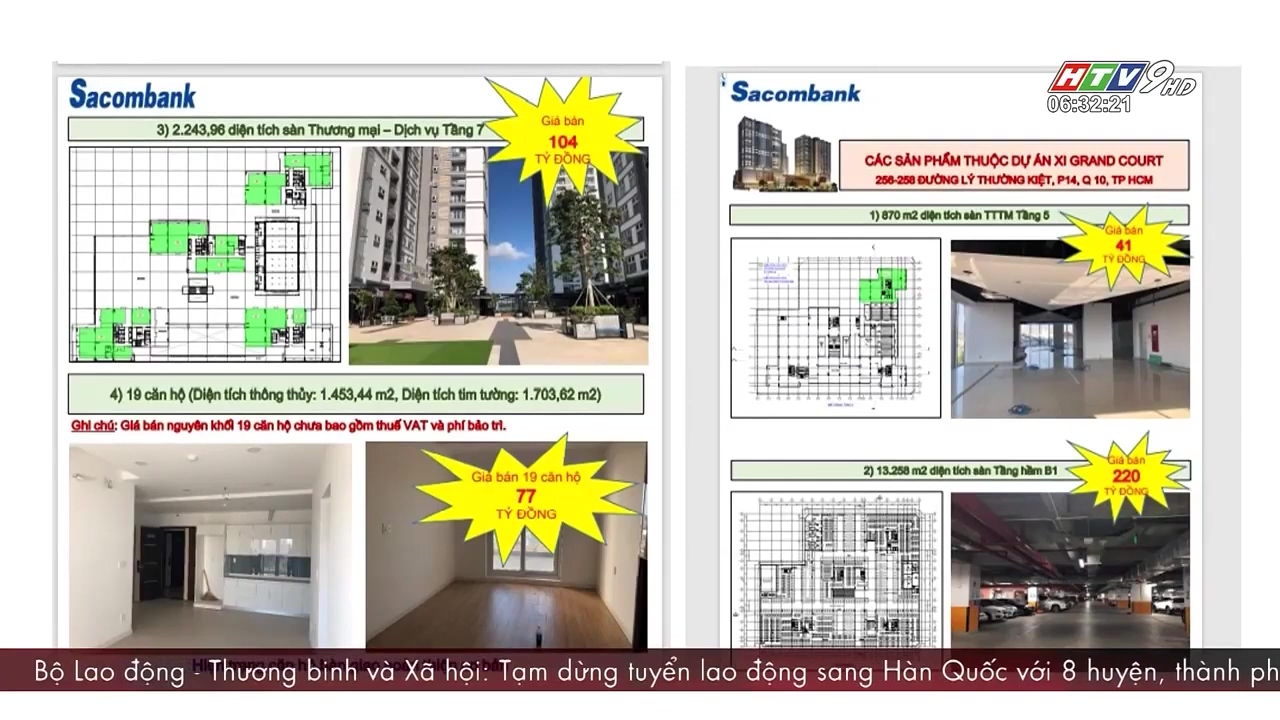 Sacombank
3) 2.243,96 diện tích sàn Thương mại – Dịch vụ Tầng 7
Giá bán
104
TỶ ĐỒNG
4) 19 căn hộ (Diện tích thông thủy: 1.453,44 m2, Diện tích tim tường: 1.703,62 m2)
Ghi chú: Giá bán nguyên khối 19 căn hộ chưa bao gồm thuế VAT và phí bảo trì.
Giá bán 19 căn hộ
77
TỶ ĐỒNG
Sacombank
HTV9 HD
06:32:21
CÁC SẢN PHẨM THUỘC DỰ ÁN XI GRAND COURT
256-258 ĐƯỜNG LÝ THƯỜNG KIỆT, P14, Q 10, TP HCM
1) 870 m2 diện tích sàn TTTM Tầng 5
Giá bán
41
TỶ ĐỒNG
2) 13.258 m2 diện tích sàn Tầng hầm B1
Giá bán
220
TỶ ĐỒNG
Bộ Lao động - Thương binh và Xã hội: Tạm dừng tuyển lao động sang Hàn Quốc với 8 huyện, thành ph